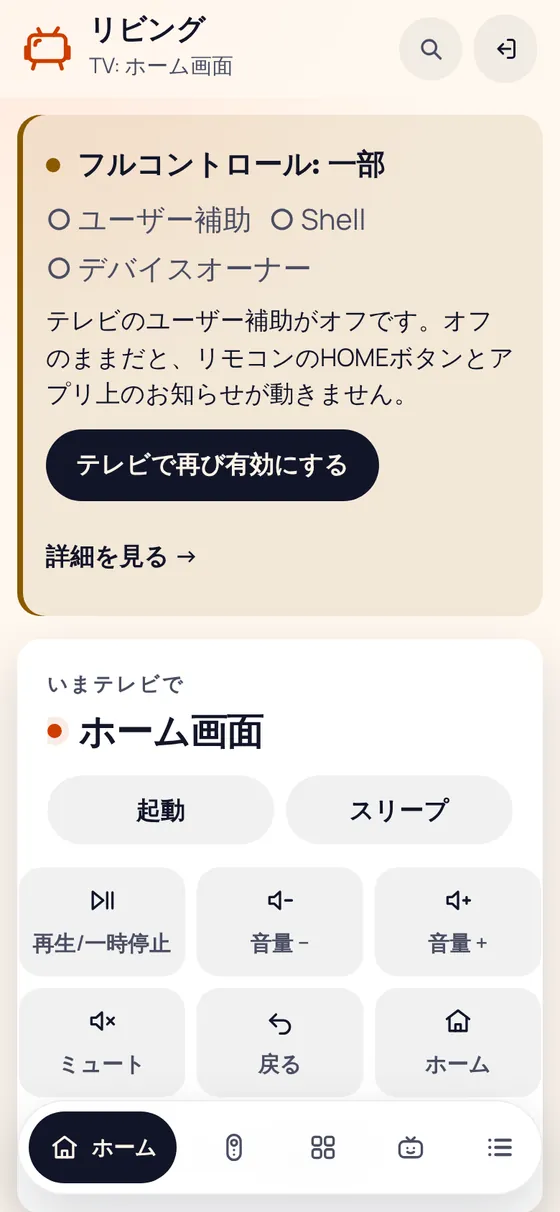 リビング
TV: ホーム画面
フルコントロール: 一部
ユーザー補助 Shell
デバイスオーナー
テレビのユーザー補助がオフです。オフ
のままだと、リモコンのHOMEボタンとア
プリ上のお知らせが動きません。
テレビで再び有効にする
詳細を見る →
いまテレビで
ホーム画面
起動 スリープ
再生/一時停止 音量 − 音量 +
ミュート 戻る ホーム
ホーム